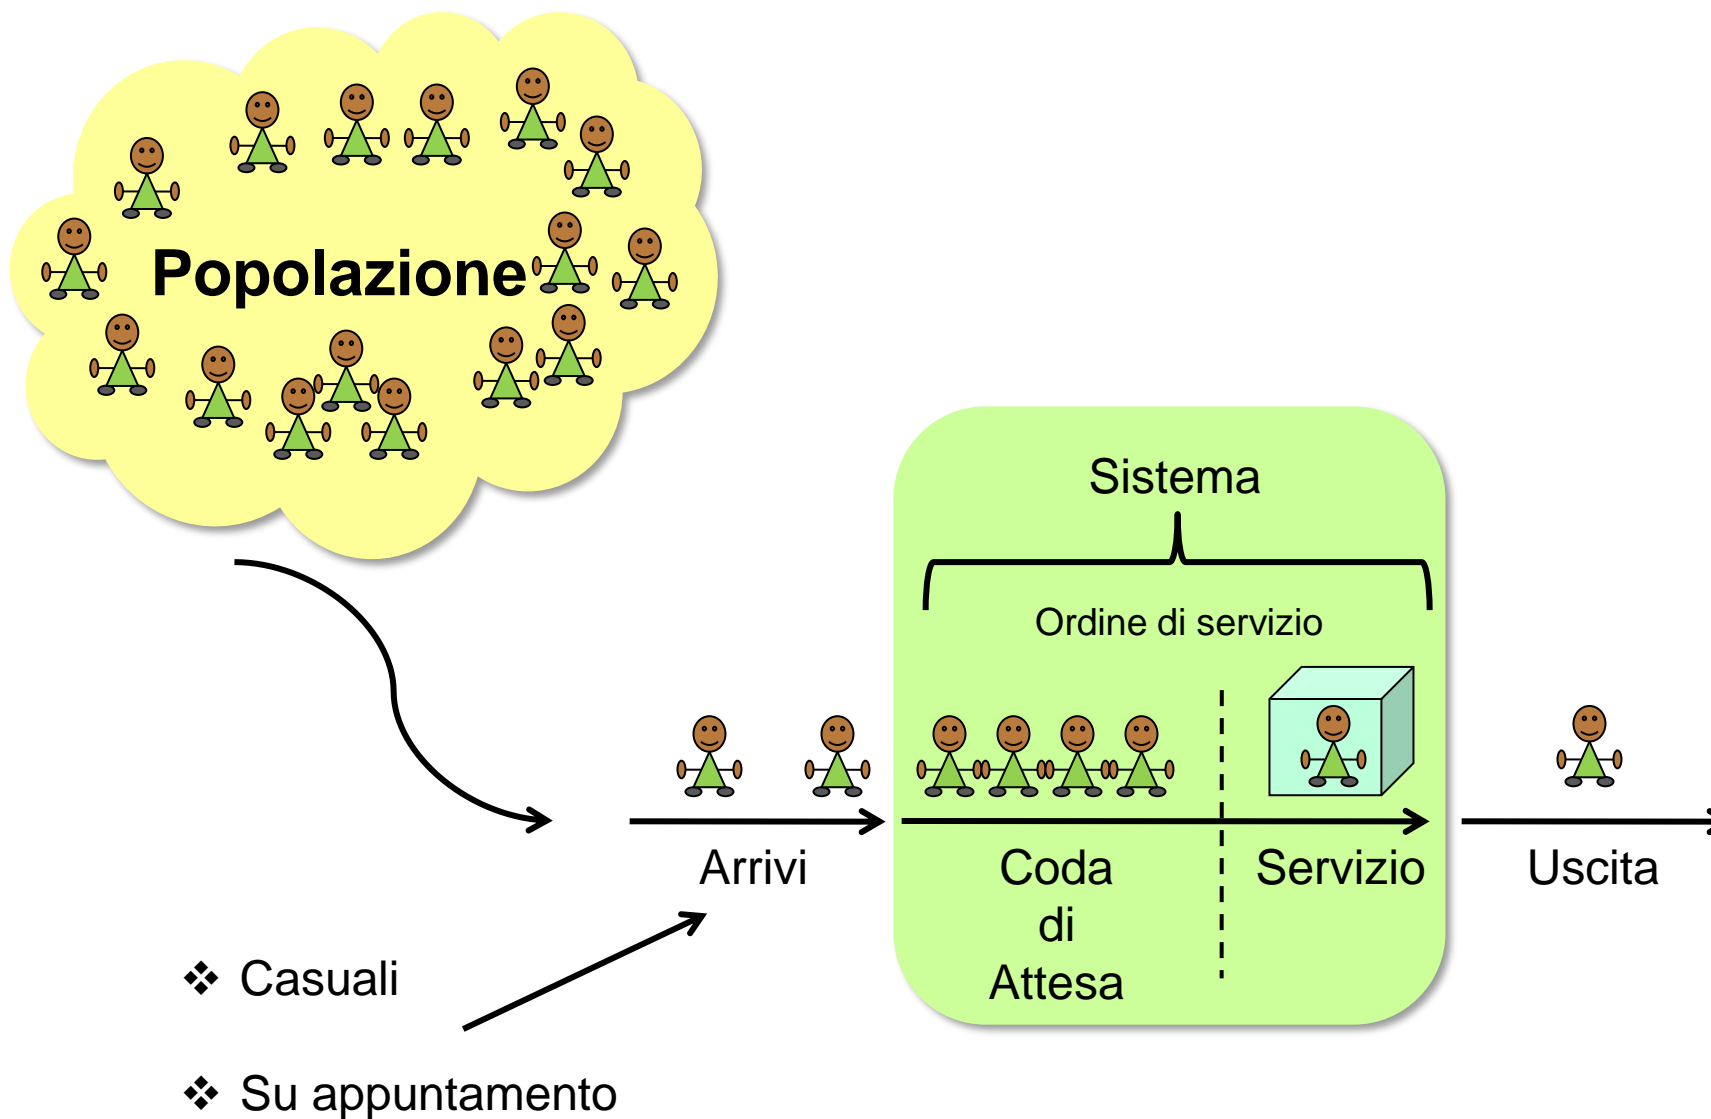 Popolazione
Sistema
Ordine di servizio
Arrivi
Coda
di
Attesa
Servizio
Uscita
❖ Casuali
❖ Su appuntamento